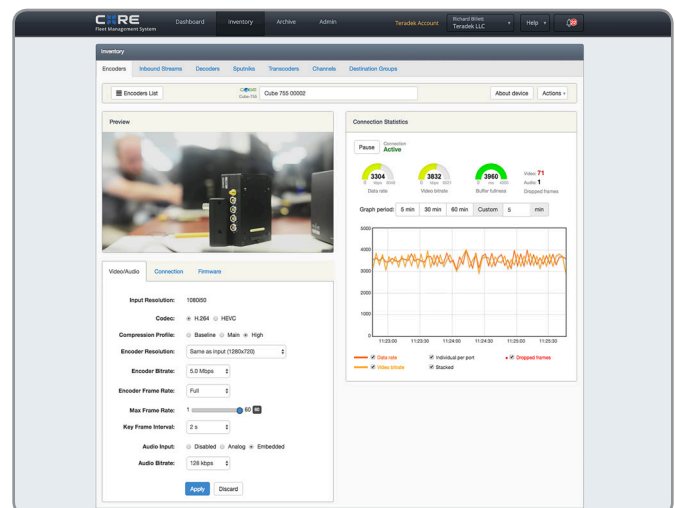 CORE
Fleet Management System
Dashboard
Inventory
Archive
Admin
Teradek Account
Richard Billett
Teradek LLC
Help
Inventory
Encoders
Inbound Streams
Decoders
Sputniks
Transcoders
Channels
Destination Groups
Encoders List
Cube-755
Cube 755 00002
About device
Actions
Preview
Video/Audio
Connection
Firmware
Input Resolution:
1080i50
Codec:
H.264
HEVC
Compression Profile:
Baseline
Main
High
Encoder Resolution:
Same as input (1280x720)
Encoder Bitrate:
5.0 Mbps
Encoder Frame Rate:
Full
Max Frame Rate:
1
60
60
Key Frame Interval:
2 s
Audio Input:
Disabled
Analog
Embedded
Audio Bitrate:
128 kbps
Apply
Discard
Connection Statistics
Pause
Connection
Active
3304
Data rate
3832
Video bitrate
3960
Buffer fullness
Video 71
Audio 1
Dropped frames
Graph period:
5 min
30 min
60 min
Custom
5
min
5000
4000
3000
2000
1000
0
11:23:00
11:23:30
11:24:00
11:24:30
11:25:00
11:25:30
Data rate
Individual per port
Dropped frames
Video bitrate
Stacked